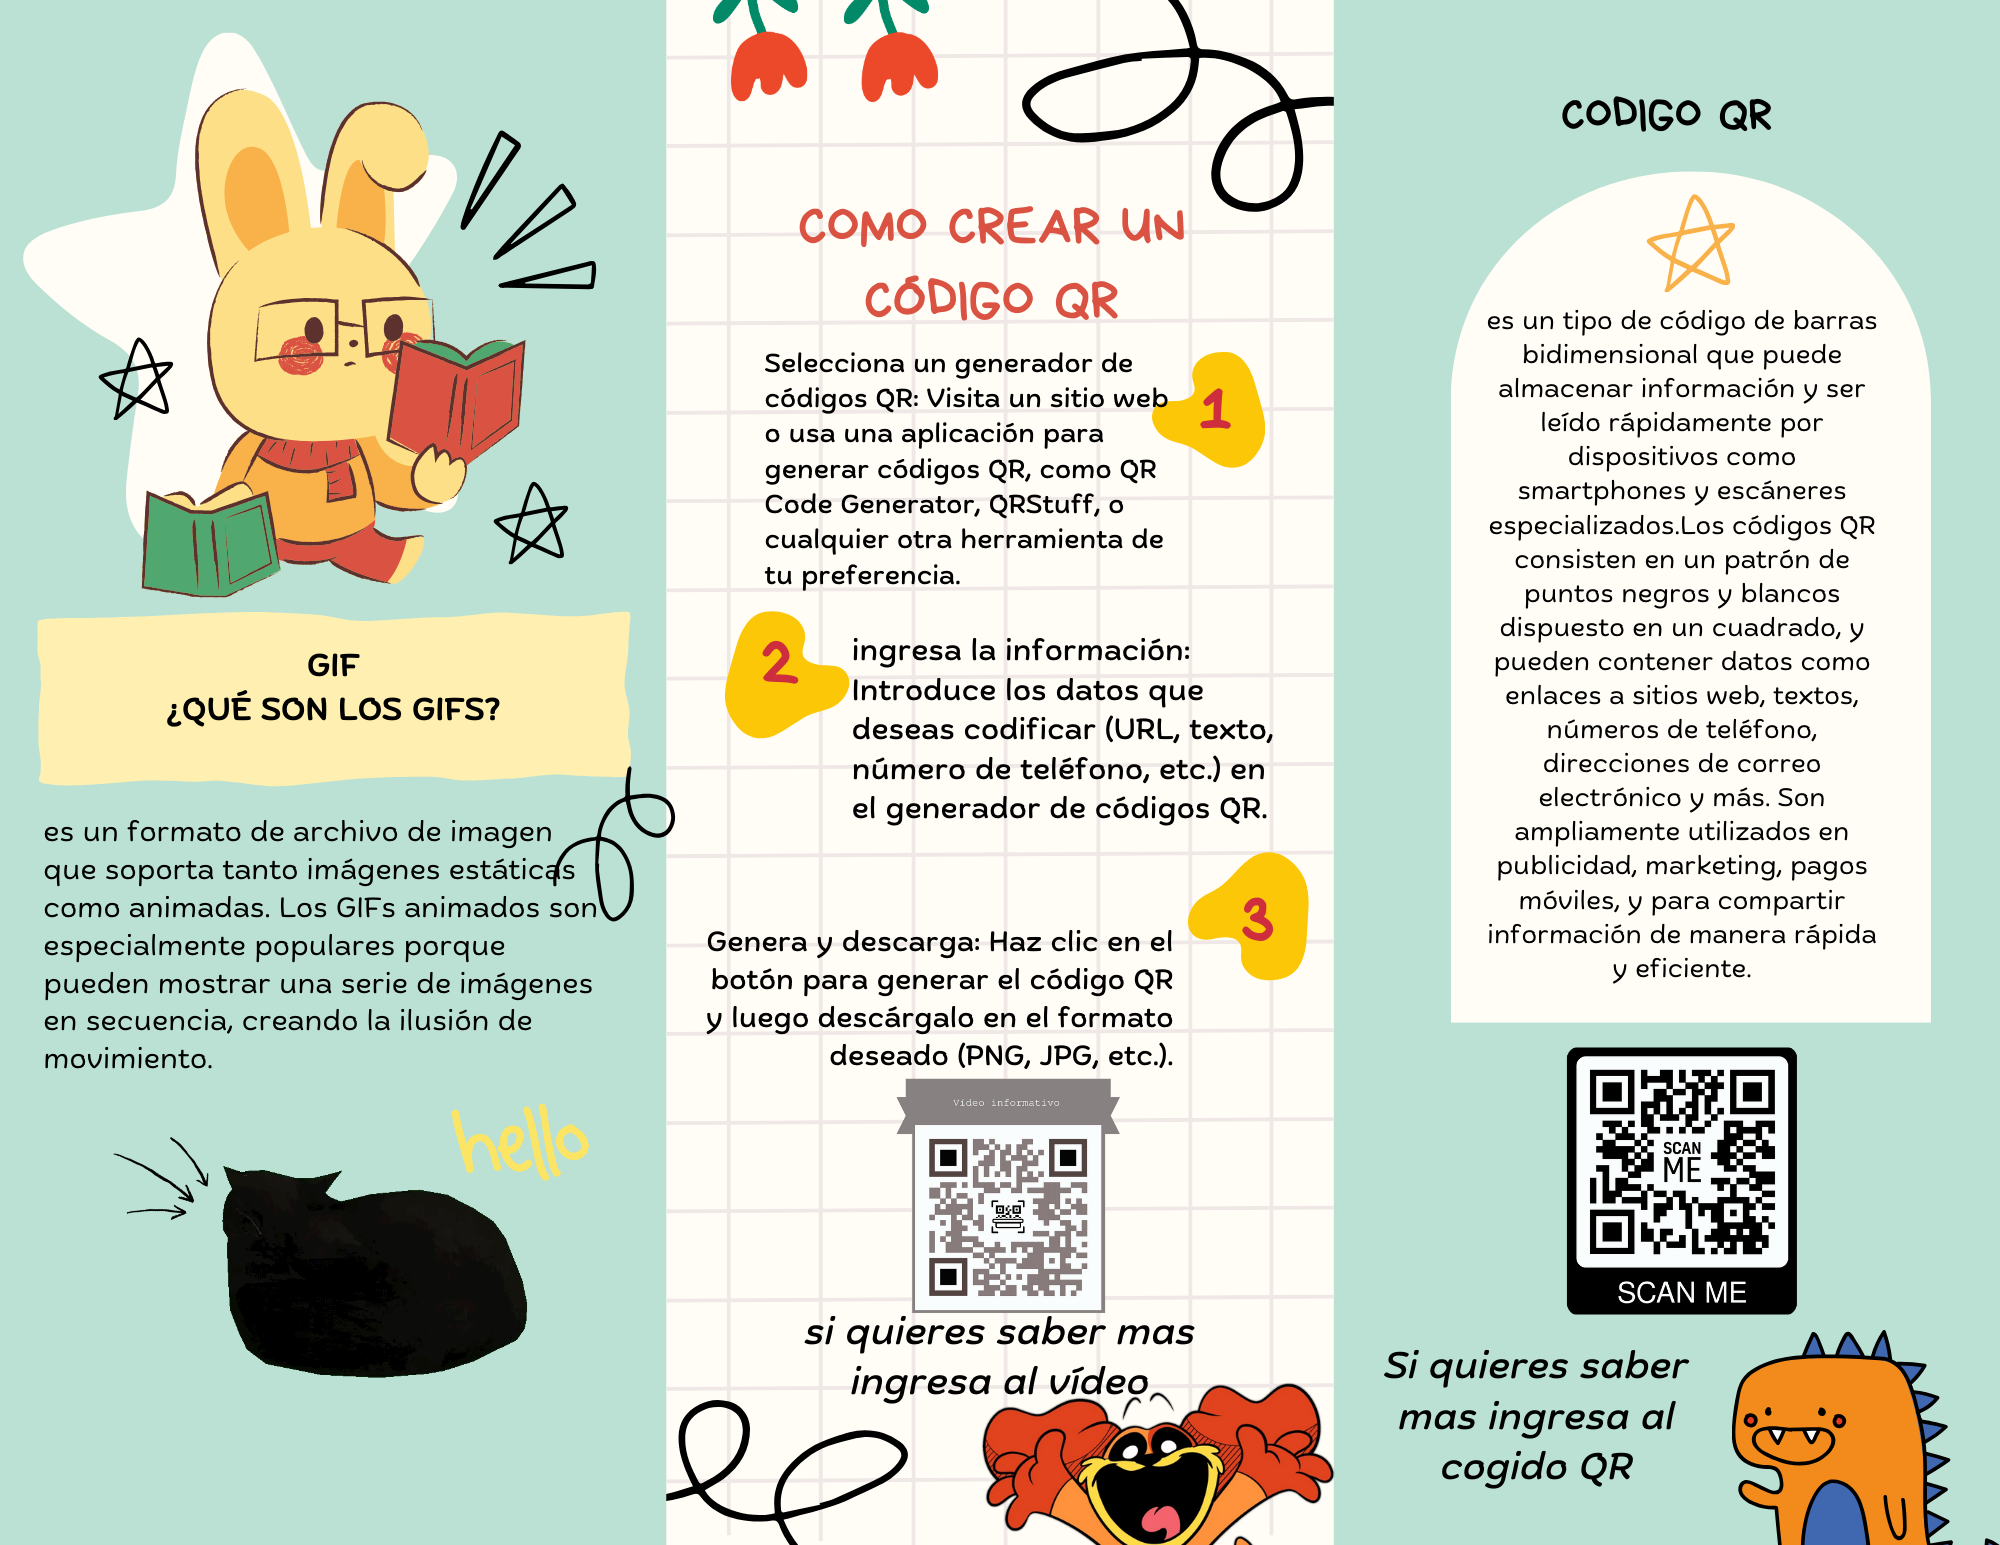 GIF
¿QUÉ SON LOS GIFS?
es un formato de archivo de imagen
que soporta tanto imágenes estáticas
como animadas. Los GIFs animados son
especialmente populares porque
pueden mostrar una serie de imágenes
en secuencia, creando la ilusión de
movimiento.
hello
COMO CREAR UN
CÓDIGO QR
Selecciona un generador de
códigos QR: Visita un sitio web
o usa una aplicación para
generar códigos QR, como QR
Code Generator, QRStuff, o
cualquier otra herramienta de
tu preferencia.
1
2
ingresa la información:
Introduce los datos que
deseas codificar (URL, texto,
número de teléfono, etc.) en
el generador de códigos QR.
3
Genera y descarga: Haz clic en el
botón para generar el código QR
y luego descárgalo en el formato
deseado (PNG, JPG, etc.).
Vídeo informativo
si quieres saber mas
ingresa al vídeo
CODIGO QR
es un tipo de código de barras
bidimensional que puede
almacenar información y ser
leído rápidamente por
dispositivos como
smartphones y escáneres
especializados.Los códigos QR
consisten en un patrón de
puntos negros y blancos
dispuesto en un cuadrado, y
pueden contener datos como
enlaces a sitios web, textos,
números de teléfono,
direcciones de correo
electrónico y más. Son
ampliamente utilizados en
publicidad, marketing, pagos
móviles, y para compartir
información de manera rápida
y eficiente.
SCAN
ME
SCAN ME
Si quieres saber
mas ingresa al
cogido QR